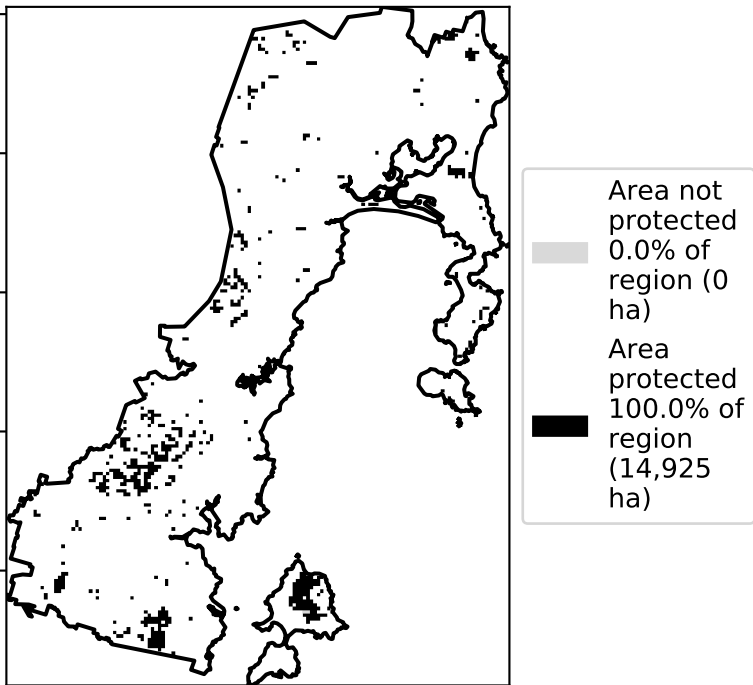 Area not
protected
0.0% of
region (0
ha)
Area
protected
100.0% of
region
(14,925
ha)